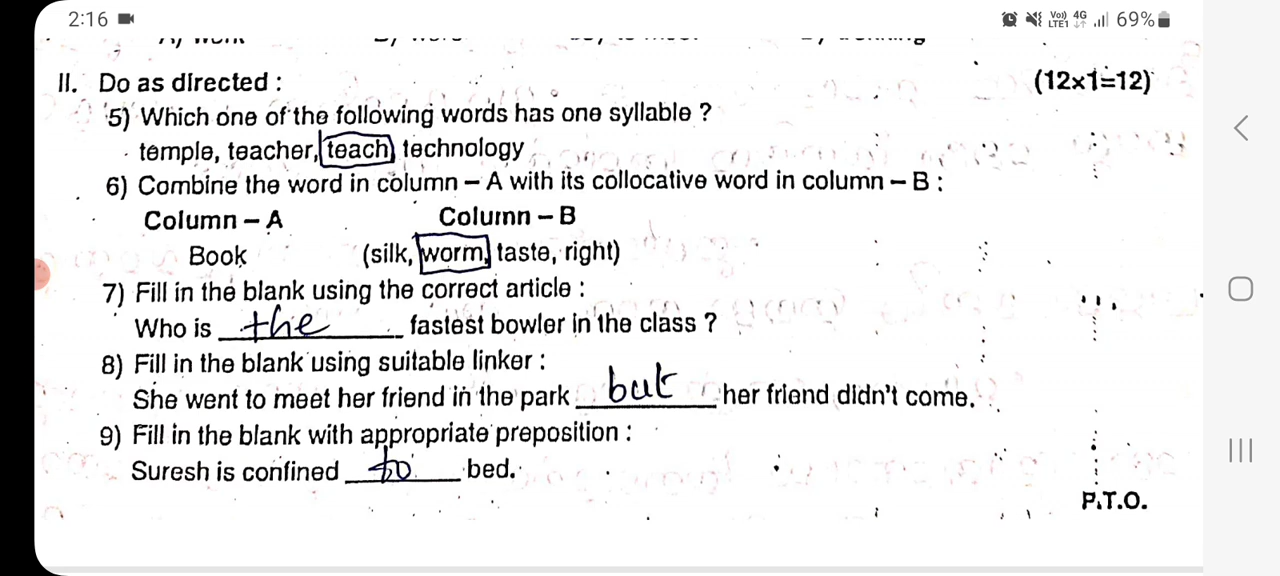 2:16
Vo)) 4G
LTE1 69%
II. Do as directed : (12x1=12)
5) Which one of the following words has one syllable ?
temple, teacher, teach, technology
6) Combine the word in column – A with its collocative word in column – B :
Column – A Column – B
Book (silk, worm, taste, right)
7) Fill in the blank using the correct article :
Who is the fastest bowler in the class ?
8) Fill in the blank using suitable linker :
She went to meet her friend in the park but her friend didn't come.
9) Fill in the blank with appropriate preposition :
Suresh is confined to bed.
P.T.O.